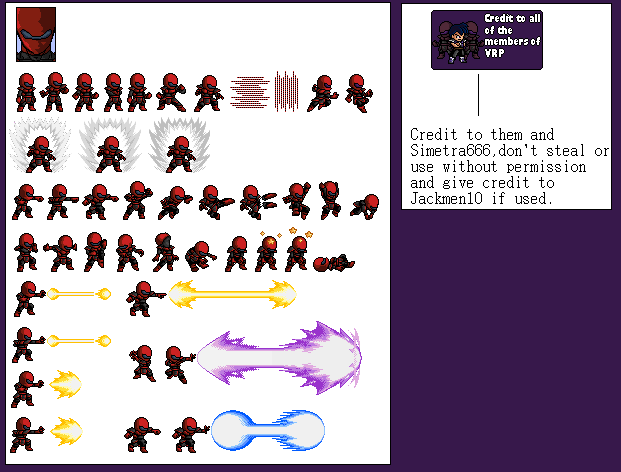 Credit to all
of the
members of
VRP
Credit to them and
Simetra666,don't steal or
use without permission
and give credit to
Jackmen10 if used.